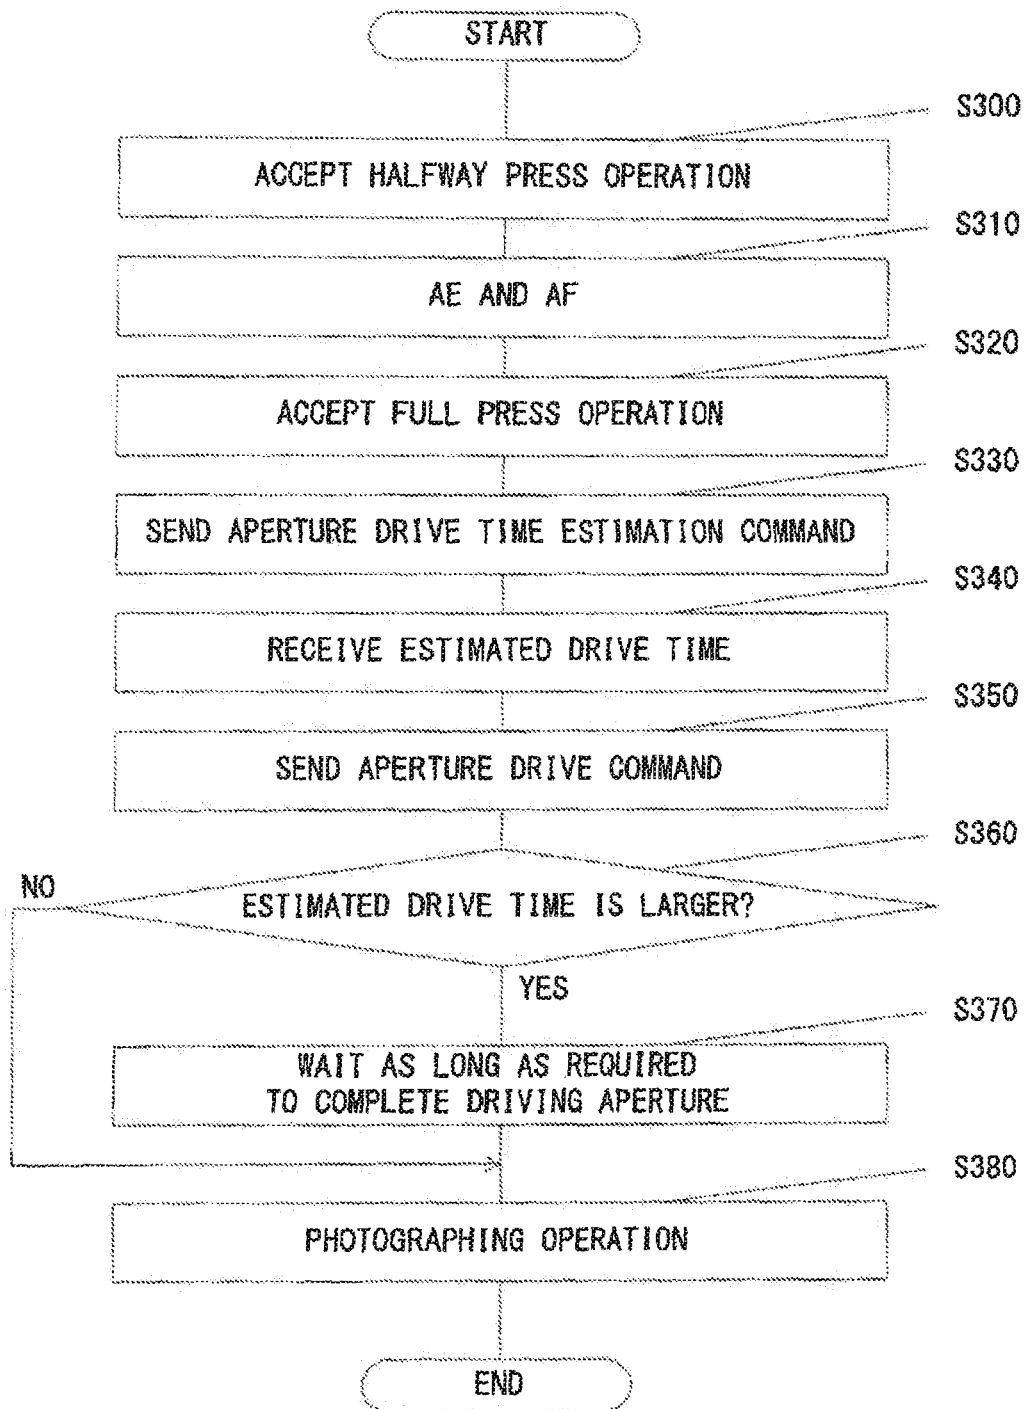 START
S300
ACCEPT HALFWAY PRESS OPERATION
S310
AE AND AF
S320
ACCEPT FULL PRESS OPERATION
S330
SEND APERTURE DRIVE TIME ESTIMATION COMMAND
S340
RECEIVE ESTIMATED DRIVE TIME
S350
SEND APERTURE DRIVE COMMAND
S360
NO
ESTIMATED DRIVE TIME IS LARGER?
YES
S370
WAIT AS LONG AS REQUIRED
TO COMPLETE DRIVING APERTURE
S380
PHOTOGRAPHING OPERATION
END